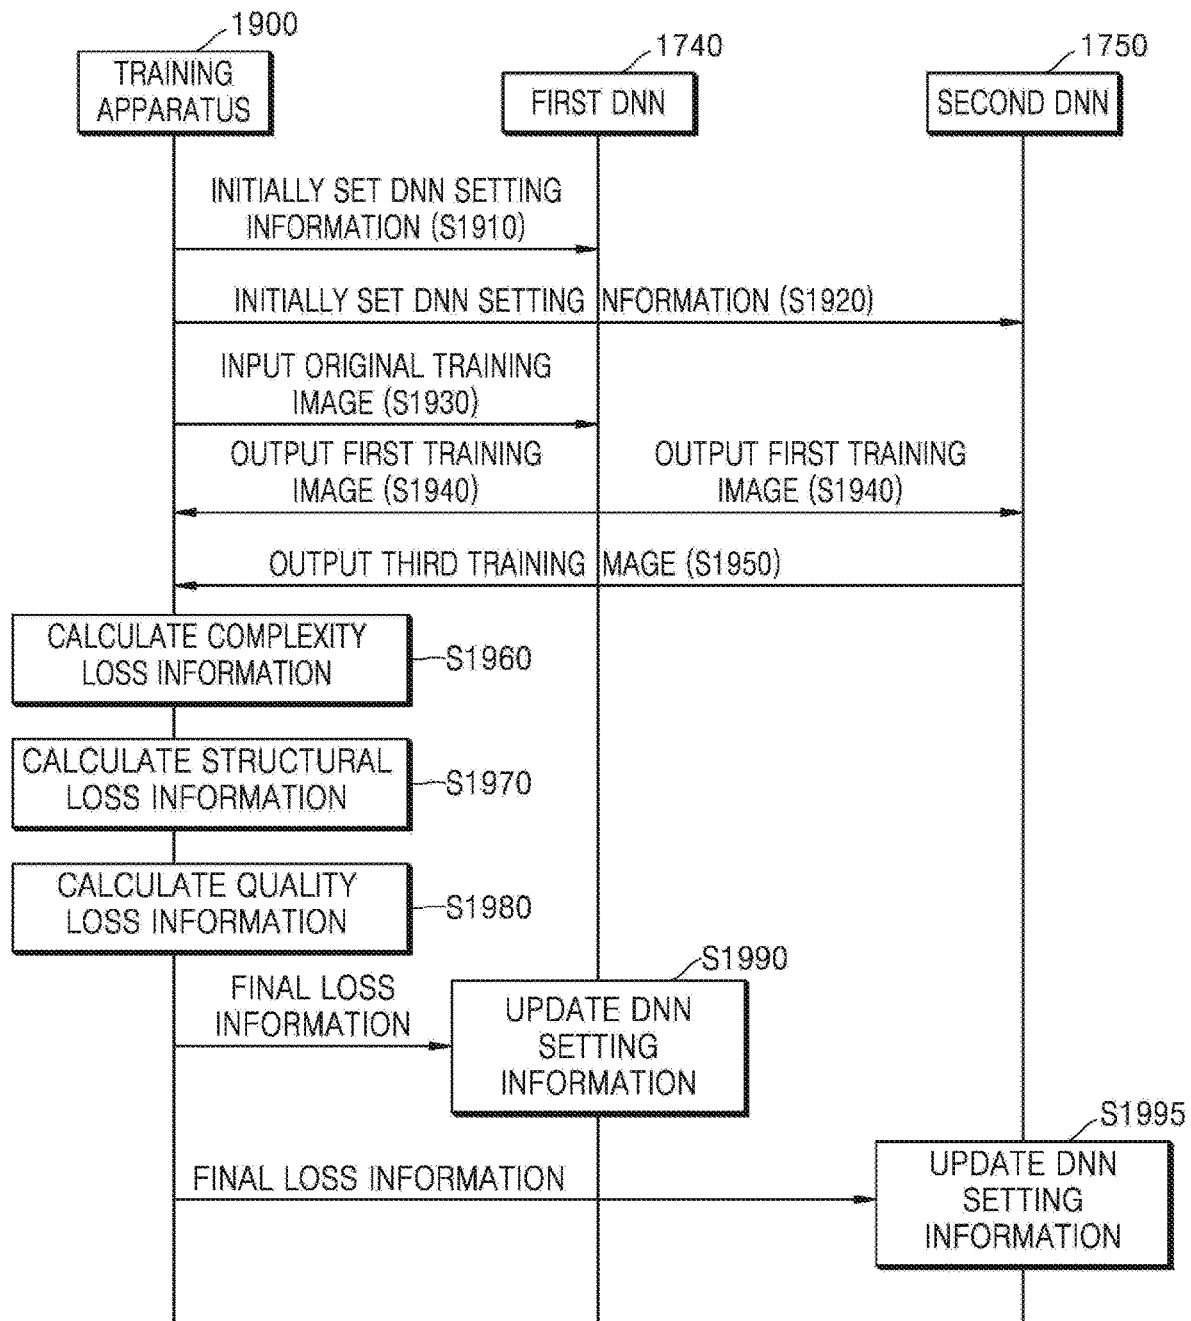 1900
1740
1750
TRAINING
APPARATUS
FIRST DNN
SECOND DNN
INITIALLY SET DNN SETTING
INFORMATION (S1910)
INITIALLY SET DNN SETTING NFORMATION (S1920)
INPUT ORIGINAL TRAINING
IMAGE (S1930)
OUTPUT FIRST TRAINING
IMAGE (S1940)
OUTPUT FIRST TRAINING
IMAGE (S1940)
OUTPUT THIRD TRAINING MAGE (S1950)
CALCULATE COMPLEXITY
LOSS INFORMATION
S1960
CALCULATE STRUCTURAL
LOSS INFORMATION
S1970
CALCULATE QUALITY
LOSS INFORMATION
S1980
FINAL LOSS
INFORMATION
S1990
UPDATE DNN
SETTING
INFORMATION
FINAL LOSS INFORMATION
S1995
UPDATE DNN
SETTING
INFORMATION